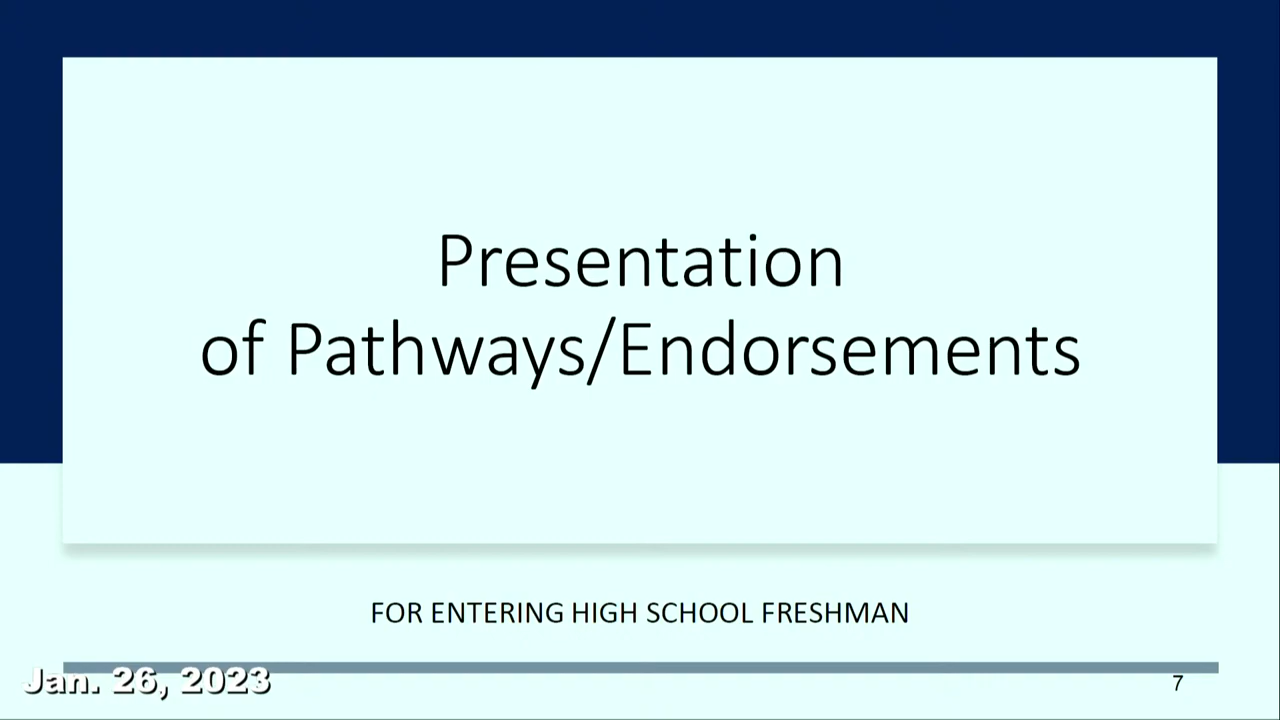 Presentation
of Pathways/Endorsements
FOR ENTERING HIGH SCHOOL FRESHMAN
Jan. 26, 2023
7